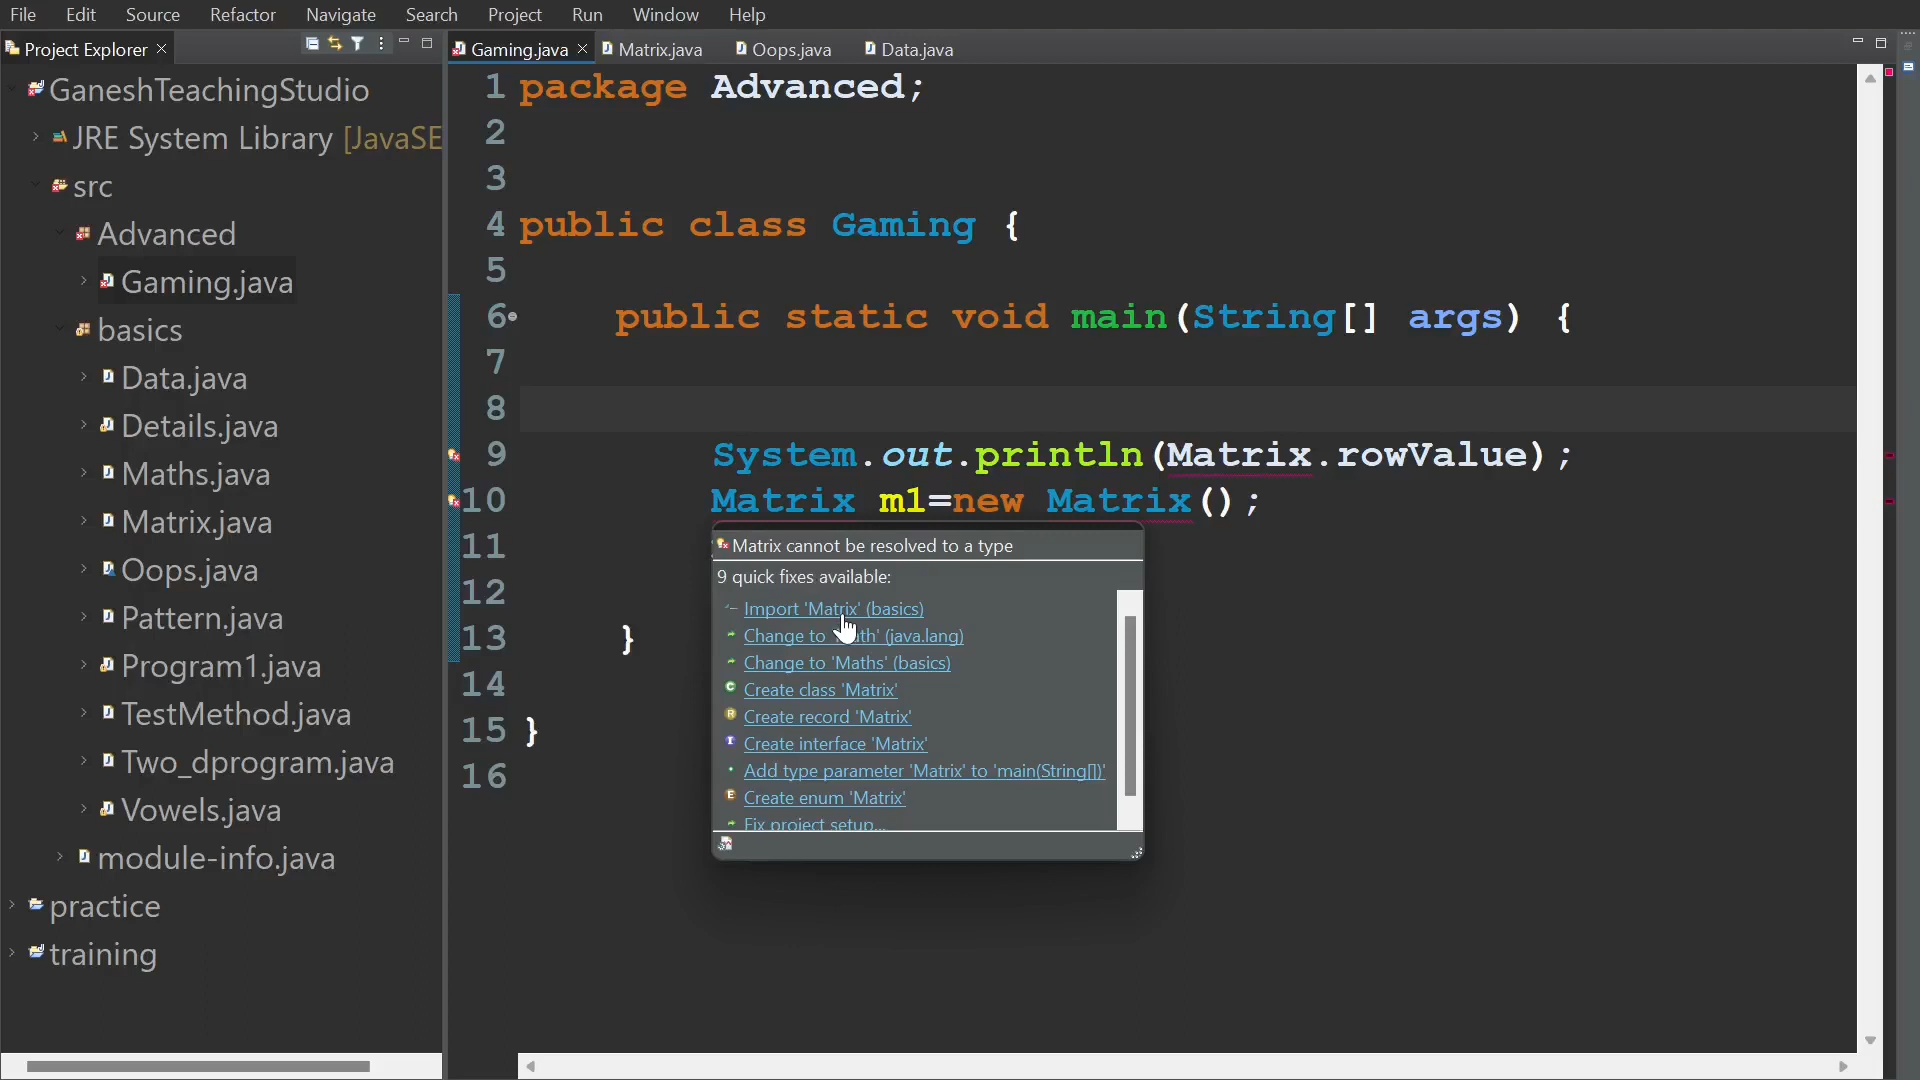 File Edit Source Refactor Navigate Search Project Run Window Help
Project Explorer
GaneshTeachingStudio
JRE System Library [JavaSE
src
Advanced
Gaming.java
basics
Data.java
Details.java
Maths.java
Matrix.java
Oops.java
Pattern.java
Program1.java
TestMethod.java
Two_dprogram.java
Vowels.java
module-info.java
practice
training
Gaming.java Matrix.java Oops.java Data.java
1 package Advanced;
2
3
4 public class Gaming {
5
6 public static void main(String[] args) {
7
8
9 System.out.println(Matrix.rowValue);
10 Matrix m1=new Matrix();
11
12
13 }
14
15 }
16
Matrix cannot be resolved to a type
9 quick fixes available:
Import 'Matrix' (basics)
Change to 'Math' (java.lang)
Change to 'Maths' (basics)
Create class 'Matrix'
Create record 'Matrix'
Create interface 'Matrix'
Add type parameter 'Matrix' to 'main(String[])'
Create enum 'Matrix'
Fix project setup...